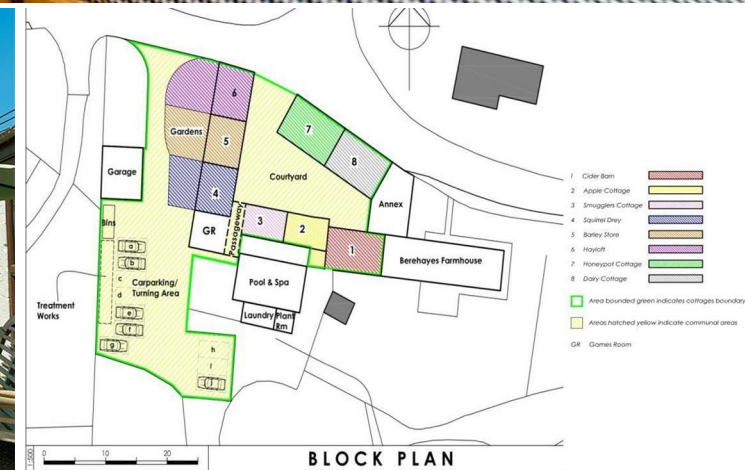 6
7
8
Gardens
5
Courtyard
4
Garage
Annex
Bins
GR
Passageway
3
2
1
Berehayes Farmhouse
a
b
c
d
e
f
g
Carparking/
Turning Area
Treatment
Works
Pool & Spa
Laundry
Plant
Rm
h
i
j
1 Cider Barn
2 Apple Cottage
3 Smugglers Cottage
4 Squirrel Drey
5 Barley Store
6 Hayloft
7 Honeypot Cottage
8 Dairy Cottage
Area bounded green indicates cottages boundary
Areas hatched yellow indicate communal areas
GR Games Room
1:500
0 10 20
BLOCK PLAN